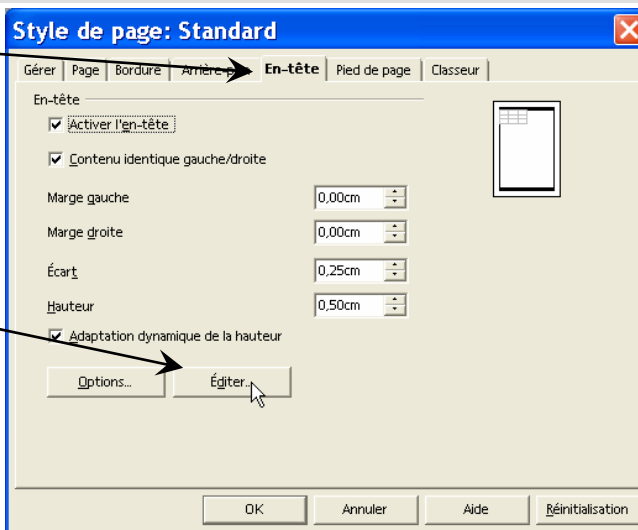 Style de page: Standard
Gérer Page Bordure Arrière-plan En-tête Pied de page Classeur
En-tête
Activer l'en-tête
Contenu identique gauche/droite
Marge gauche 0,00cm
Marge droite 0,00cm
Écart 0,25cm
Hauteur 0,50cm
Adaptation dynamique de la hauteur
Options... Éditer...
OK Annuler Aide Réinitialisation